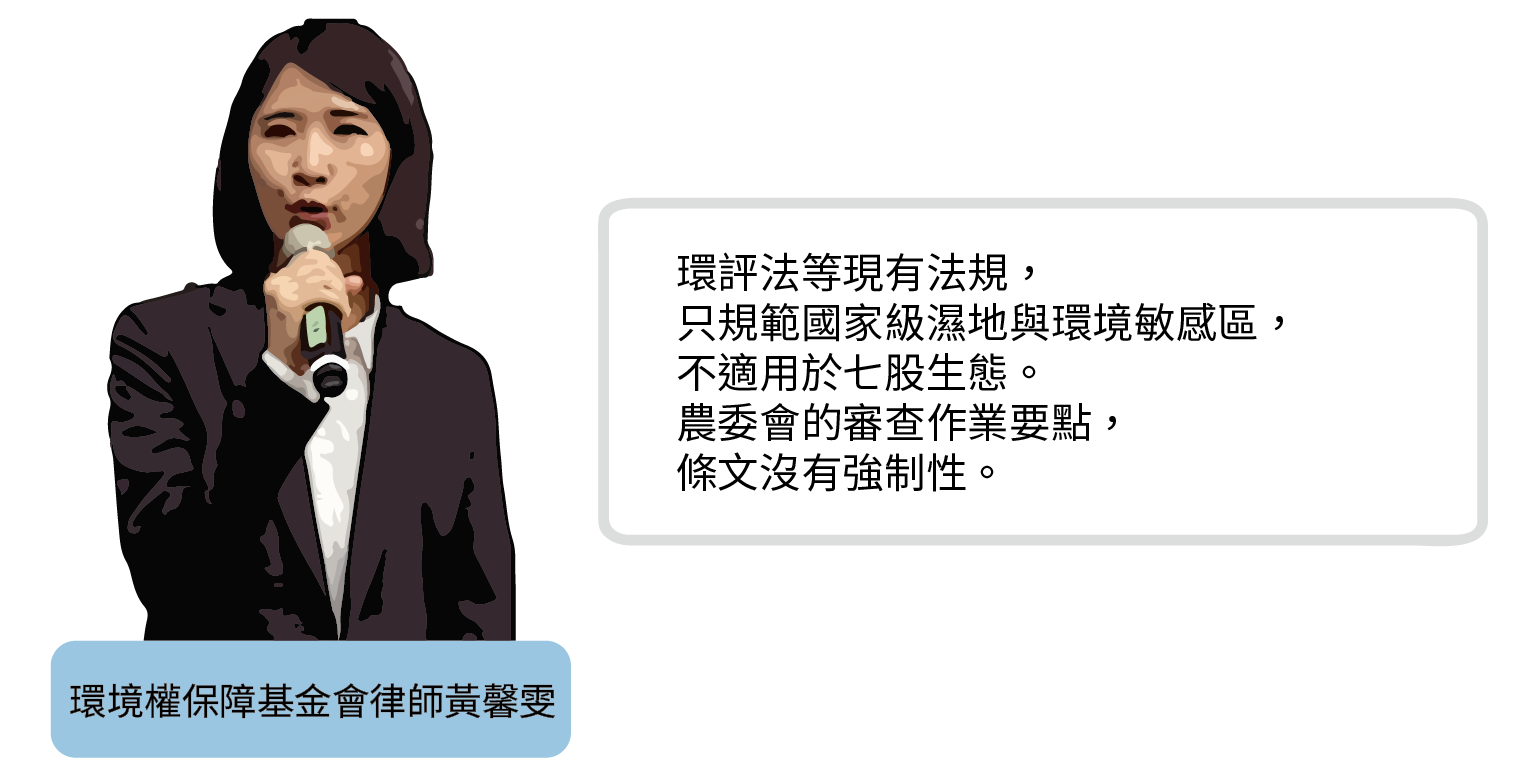 環評法等現有法規，
只規範國家級濕地與環境敏感區，
不適用於七股生態。
農委會的審查作業要點，
條文沒有強制性。
環境權保障基金會律師黃馨雯